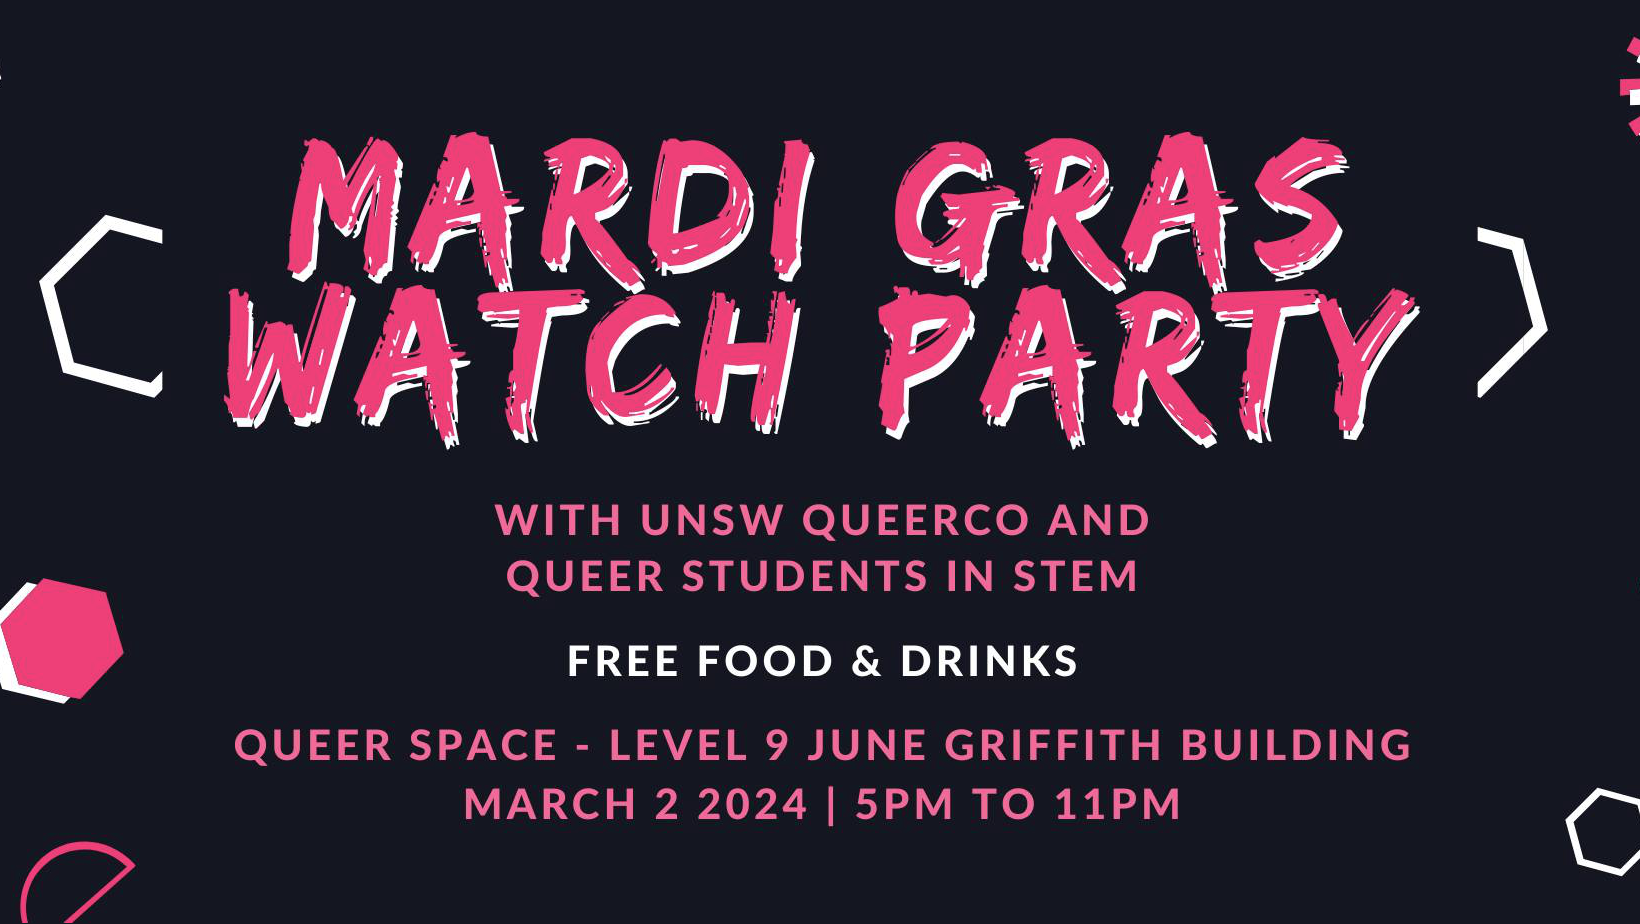 MARDI GRAS
WATCH PARTY
WITH UNSW QUEERCO AND
QUEER STUDENTS IN STEM
FREE FOOD & DRINKS
QUEER SPACE - LEVEL 9 JUNE GRIFFITH BUILDING
MARCH 2 2024 | 5PM TO 11PM